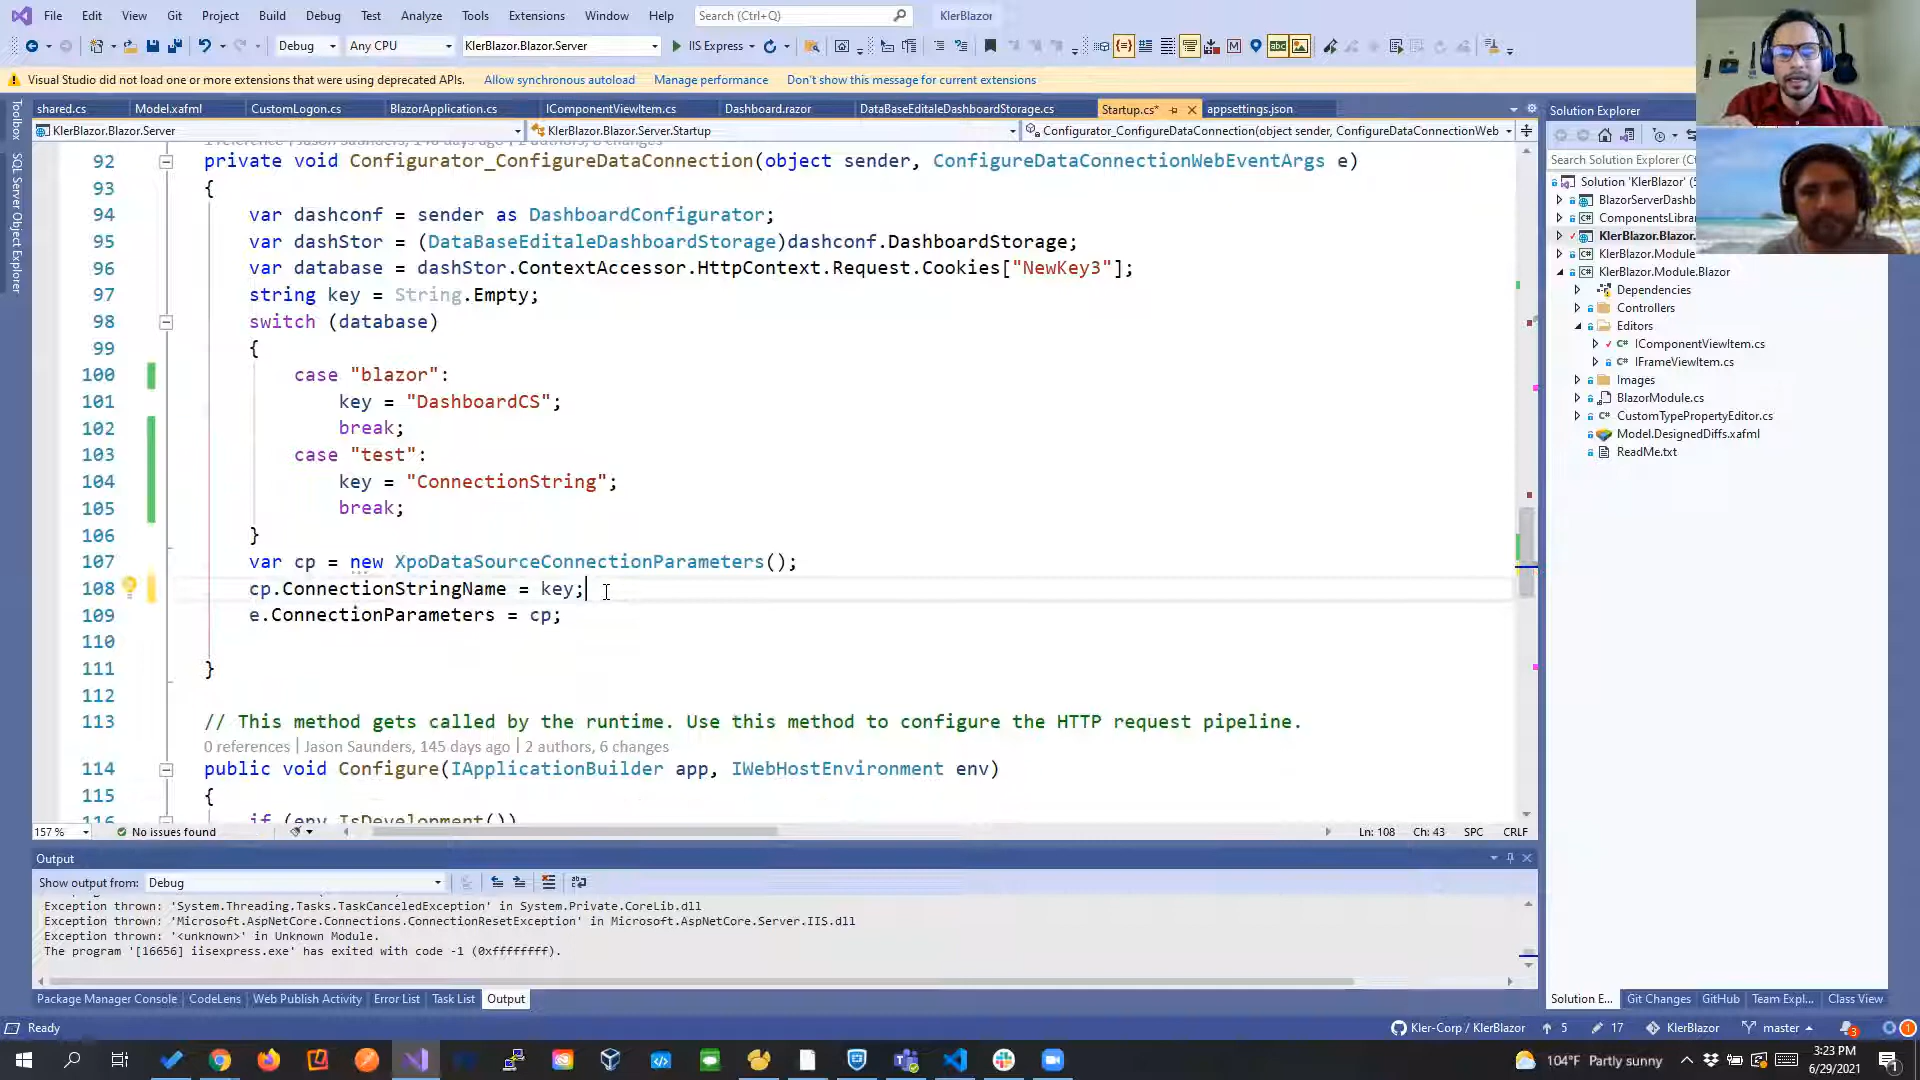 File Edit View Git Project Build Debug Test Analyze Tools Extensions Window Help Search (Ctrl+Q) KlerBlazor
Debug Any CPU KlerBlazor.Blazor.Server IIS Express
Visual Studio did not load one or more extensions that were using deprecated APIs. Allow synchronous autoload Manage performance Don't show this message for current extensions
shared.cs Model.xafml CustomLogon.cs BlazorApplication.cs IComponentViewItem.cs Dashboard.razor DataBaseEditaleDashboardStorage.cs Startup.cs* appsettings.json
KlerBlazor.Blazor.Server KlerBlazor.Blazor.Server.Startup Configurator_ConfigureDataConnection(object sender, ConfigureDataConnectionWeb
Toolbox
SQL Server Object Explorer
92 private void Configurator_ConfigureDataConnection(object sender, ConfigureDataConnectionWebEventArgs e)
93 {
94 var dashconf = sender as DashboardConfigurator;
95 var dashStor = (DataBaseEditaleDashboardStorage)dashconf.DashboardStorage;
96 var database = dashStor.ContextAccessor.HttpContext.Request.Cookies["NewKey3"];
97 string key = String.Empty;
98 switch (database)
99 {
100 case "blazor":
101 key = "DashboardCS";
102 break;
103 case "test":
104 key = "ConnectionString";
105 break;
106 }
107 var cp = new XpoDataSourceConnectionParameters();
108 cp.ConnectionStringName = key;
109 e.ConnectionParameters = cp;
110
111 }
112
113 // This method gets called by the runtime. Use this method to configure the HTTP request pipeline.
0 references | Jason Saunders, 145 days ago | 2 authors, 6 changes
114 public void Configure(IApplicationBuilder app, IWebHostEnvironment env)
115 {
116 if (env.IsDevelopment())
157 % No issues found Ln: 108 Ch: 43 SPC CRLF
Output
Show output from: Debug
Exception thrown: 'System.Threading.Tasks.TaskCanceledException' in System.Private.CoreLib.dll
Exception thrown: 'Microsoft.AspNetCore.Connections.ConnectionResetException' in Microsoft.AspNetCore.Server.IIS.dll
Exception thrown: '<unknown>' in Unknown Module.
The program '[16656] iisexpress.exe' has exited with code -1 (0xffffffff).
Package Manager Console CodeLens Web Publish Activity Error List Task List Output
Solution Explorer
Search Solution Explorer (Ct
Solution 'KlerBlazor' (5
BlazorServerDashb
ComponentsLibra
KlerBlazor.Blazor.
KlerBlazor.Module
KlerBlazor.Module.Blazor
Dependencies
Controllers
Editors
IComponentViewItem.cs
IFrameViewItem.cs
Images
BlazorModule.cs
CustomTypePropertyEditor.cs
Model.DesignedDiffs.xafml
ReadMe.txt
Solution E... Git Changes GitHub Team Expl... Class View
Ready Kler-Corp / KlerBlazor 5 17 KlerBlazor master 3 1
104°F Partly sunny 3:23 PM
6/29/2021 1